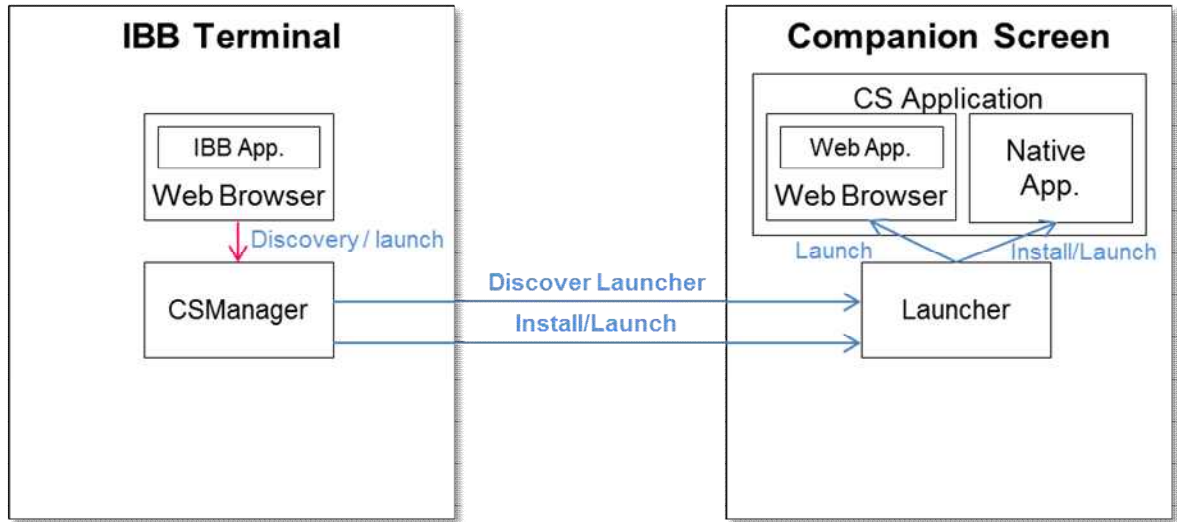 IBB Terminal
IBB App.
Web Browser
Discovery / launch
CSManager
Discover Launcher
Install/Launch
Companion Screen
CS Application
Web App.
Web Browser
Native
App.
Launch
Install/Launch
Launcher